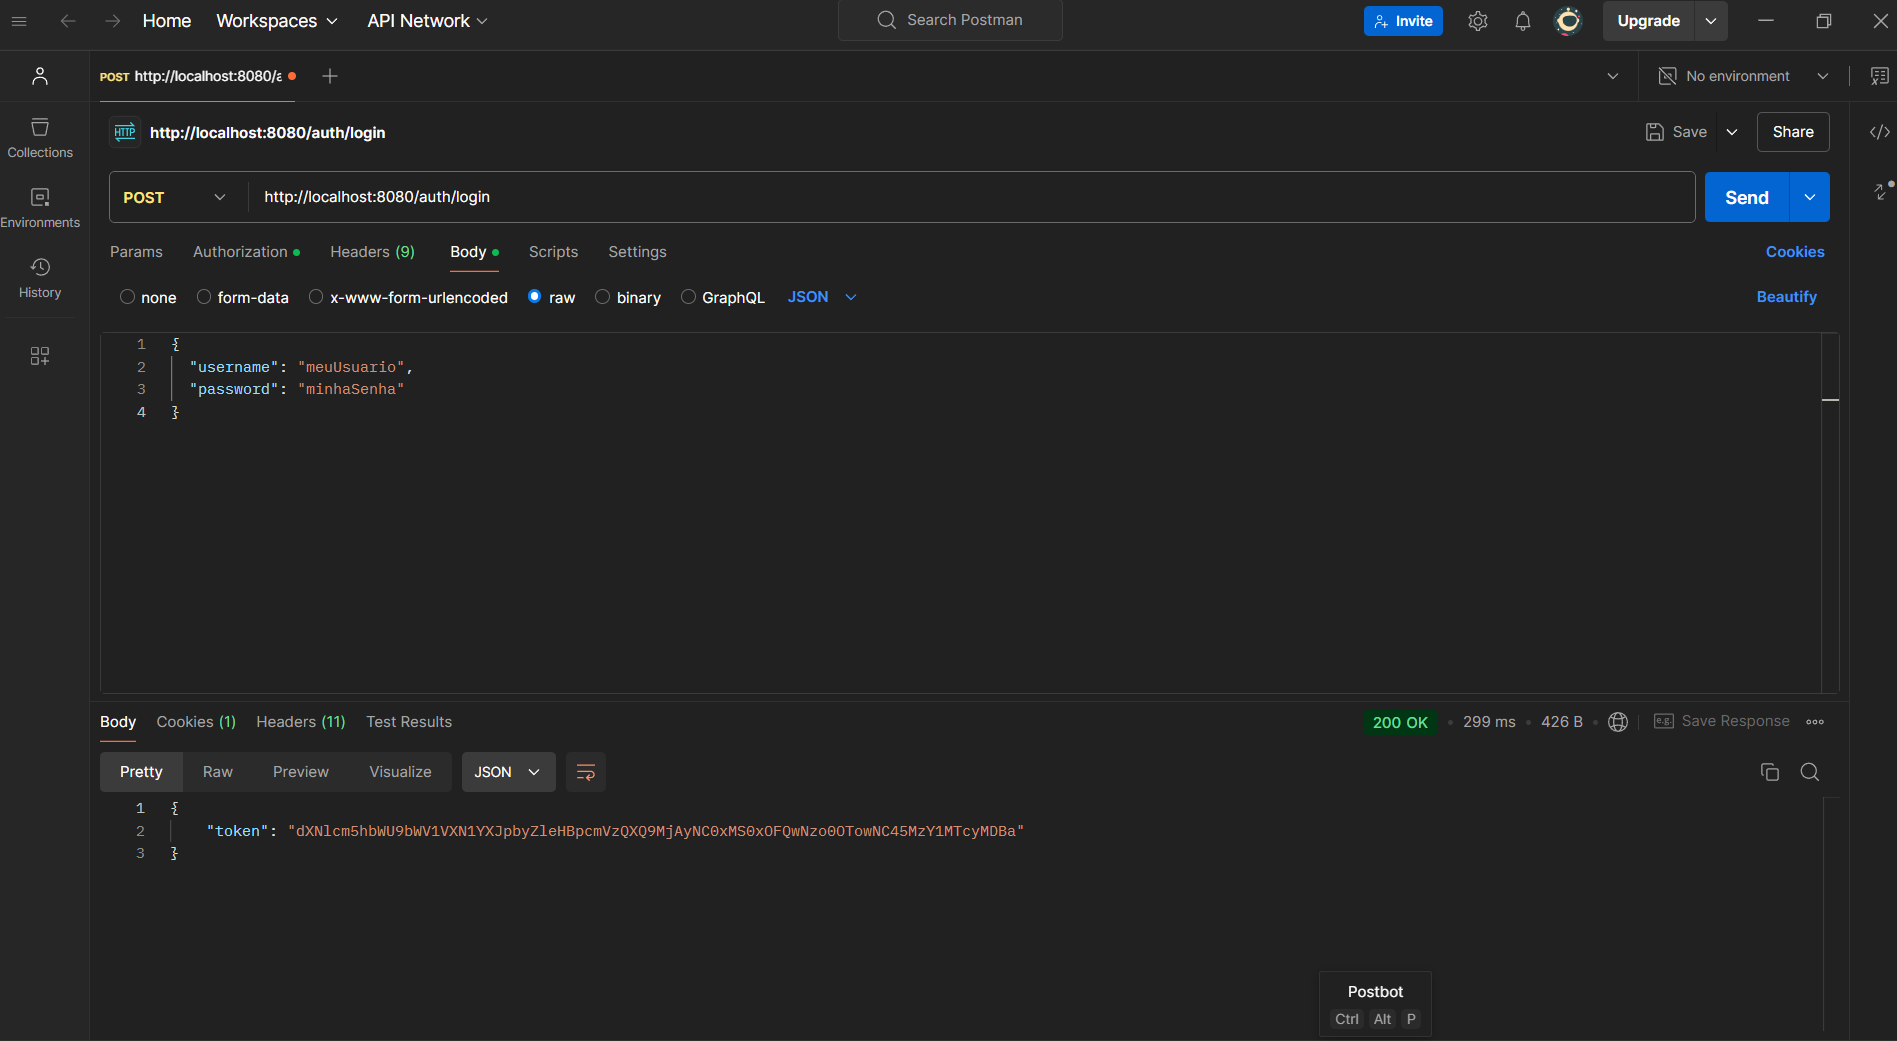 Home Workspaces API Network Search Postman Invite Upgrade
POST http://localhost:8080/a No environment
Collections
Environments
History
HTTP http://localhost:8080/auth/login Save Share
POST http://localhost:8080/auth/login Send
Params Authorization Headers (9) Body Scripts Settings Cookies
none form-data x-www-form-urlencoded raw binary GraphQL JSON Beautify
1 {
2 "username": "meuUsuario",
3 "password": "minhaSenha"
4 }
Body Cookies (1) Headers (11) Test Results 200 OK • 299 ms • 426 B • e.g. Save Response
Pretty Raw Preview Visualize JSON
1 {
2 "token": "dXNlcm5hbWU9bWV1VXN1YXJpbyZleHBpcmVzQXQ9MjAyNC0xMS0xOFQwNzo0OTowNC45MzY1MTcyMDBa"
3 }
Postbot
Ctrl Alt P